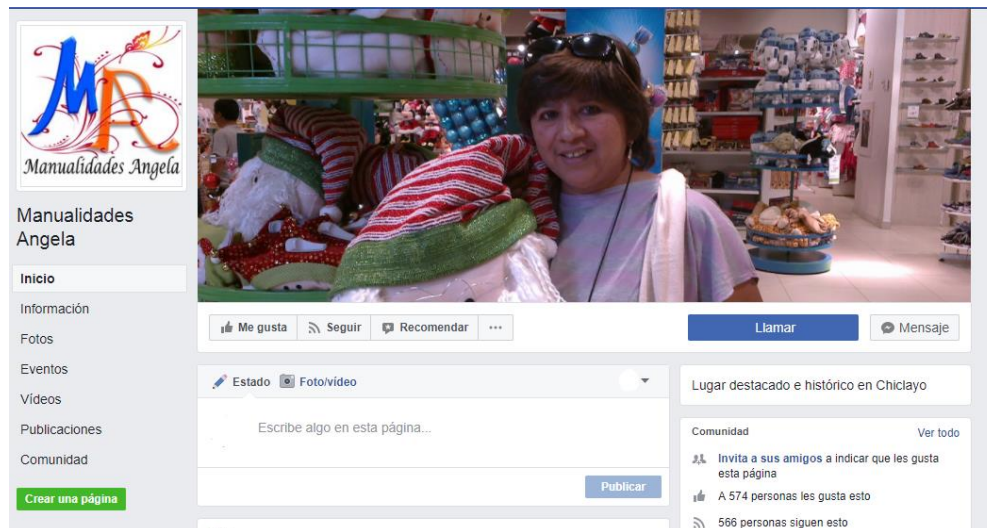 MA
Manualidades Angela
Manualidades
Angela
Inicio
Información
Fotos
Eventos
Vídeos
Publicaciones
Comunidad
Crear una página
Me gusta
Seguir
Recomendar
...
Llamar
Mensaje
Estado
Foto/vídeo
Escribe algo en esta página...
Publicar
Lugar destacado e histórico en Chiclayo
Comunidad
Ver todo
Invita a sus amigos a indicar que les gusta
esta página
A 574 personas les gusta esto
566 personas siguen esto